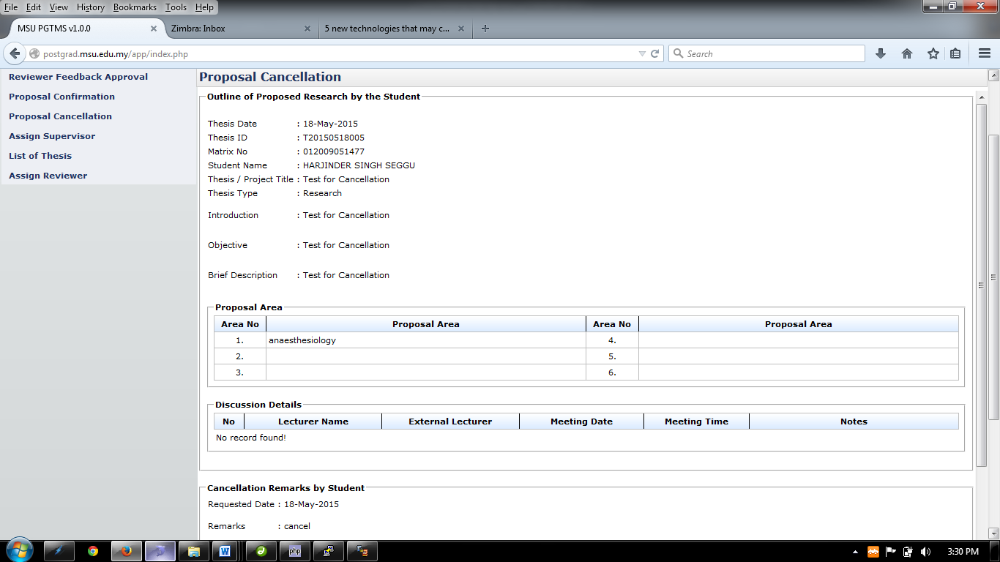 File Edit View History Bookmarks Tools Help
MSU PGTMS v1.0.0
Zimbra: Inbox
5 new technologies that may c...
postgrad.msu.edu.my/app/index.php
Search
Reviewer Feedback Approval
Proposal Confirmation
Proposal Cancellation
Assign Supervisor
List of Thesis
Assign Reviewer
Proposal Cancellation
Outline of Proposed Research by the Student
Thesis Date : 18-May-2015
Thesis ID : T20150518005
Matrix No : 012009051477
Student Name : HARJINDER SINGH SEGGU
Thesis / Project Title : Test for Cancellation
Thesis Type : Research
Introduction : Test for Cancellation
Objective : Test for Cancellation
Brief Description : Test for Cancellation
Proposal Area
Area No Proposal Area Area No Proposal Area
1. anaesthesiology 4.
2. 5.
3. 6.
Discussion Details
No Lecturer Name External Lecturer Meeting Date Meeting Time Notes
No record found!
Cancellation Remarks by Student
Requested Date : 18-May-2015
Remarks : cancel
php
3:30 PM